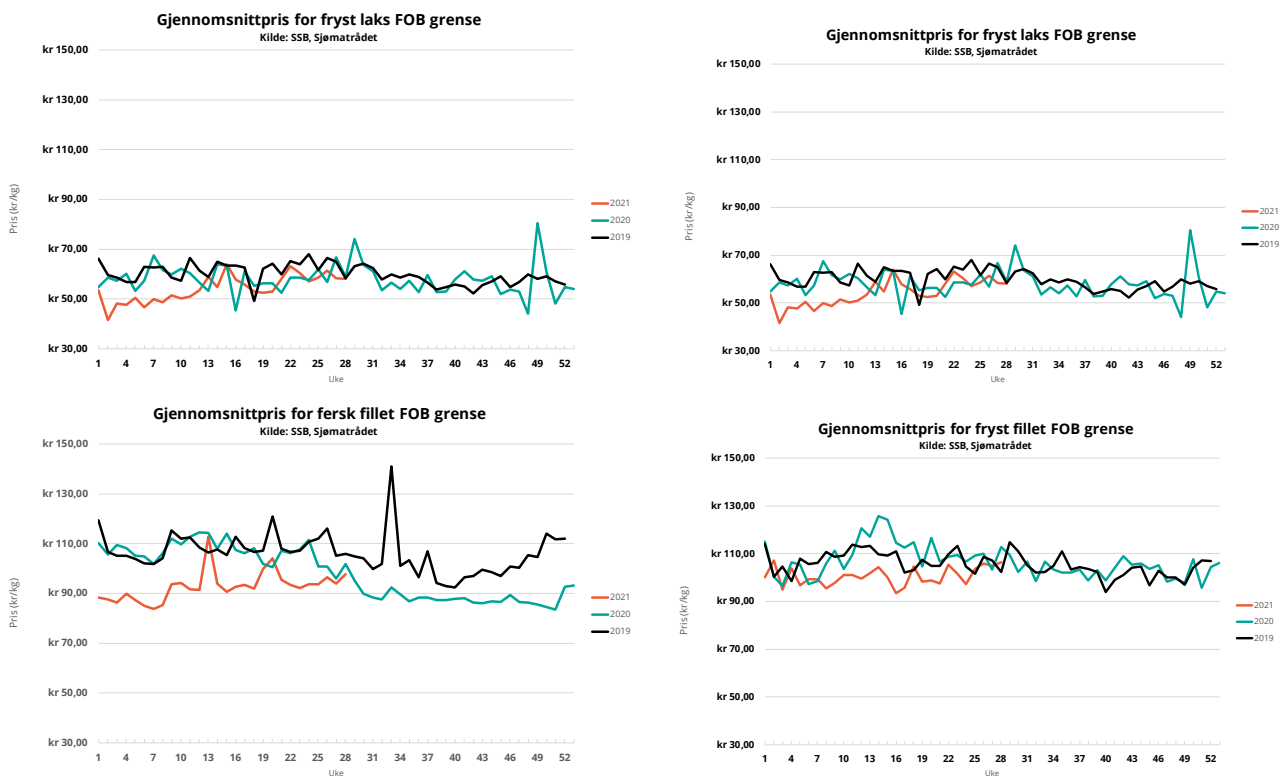 Gjennomsnittpris for fryst laks FOB grense
Kilde: SSB, Sjømatrådet
kr 150,00
kr 130,00
kr 110,00
kr 90,00
kr 70,00
kr 50,00
kr 30,00
Pris (kr/kg)
1 4 7 10 13 16 19 22 25 28 31 34 37 40 43 46 49 52
Uke
2021
2020
2019
Gjennomsnittpris for fryst laks FOB grense
Kilde: SSB, Sjømatrådet
kr 150,00
kr 130,00
kr 110,00
kr 90,00
kr 70,00
kr 50,00
kr 30,00
Pris (kr/kg)
1 4 7 10 13 16 19 22 25 28 31 34 37 40 43 46 49 52
Uke
2021
2020
2019
Gjennomsnittpris for fersk fillet FOB grense
Kilde: SSB, Sjømatrådet
kr 150,00
kr 130,00
kr 110,00
kr 90,00
kr 70,00
kr 50,00
kr 30,00
Pris (kr/kg)
1 4 7 10 13 16 19 22 25 28 31 34 37 40 43 46 49 52
Uke
2021
2020
2019
Gjennomsnittpris for fryst fillet FOB grense
Kilde: SSB, Sjømatrådet
kr 150,00
kr 130,00
kr 110,00
kr 90,00
kr 70,00
kr 50,00
kr 30,00
Pris (kr/kg)
1 4 7 10 13 16 19 22 25 28 31 34 37 40 43 46 49 52
Uke
2021
2020
2019